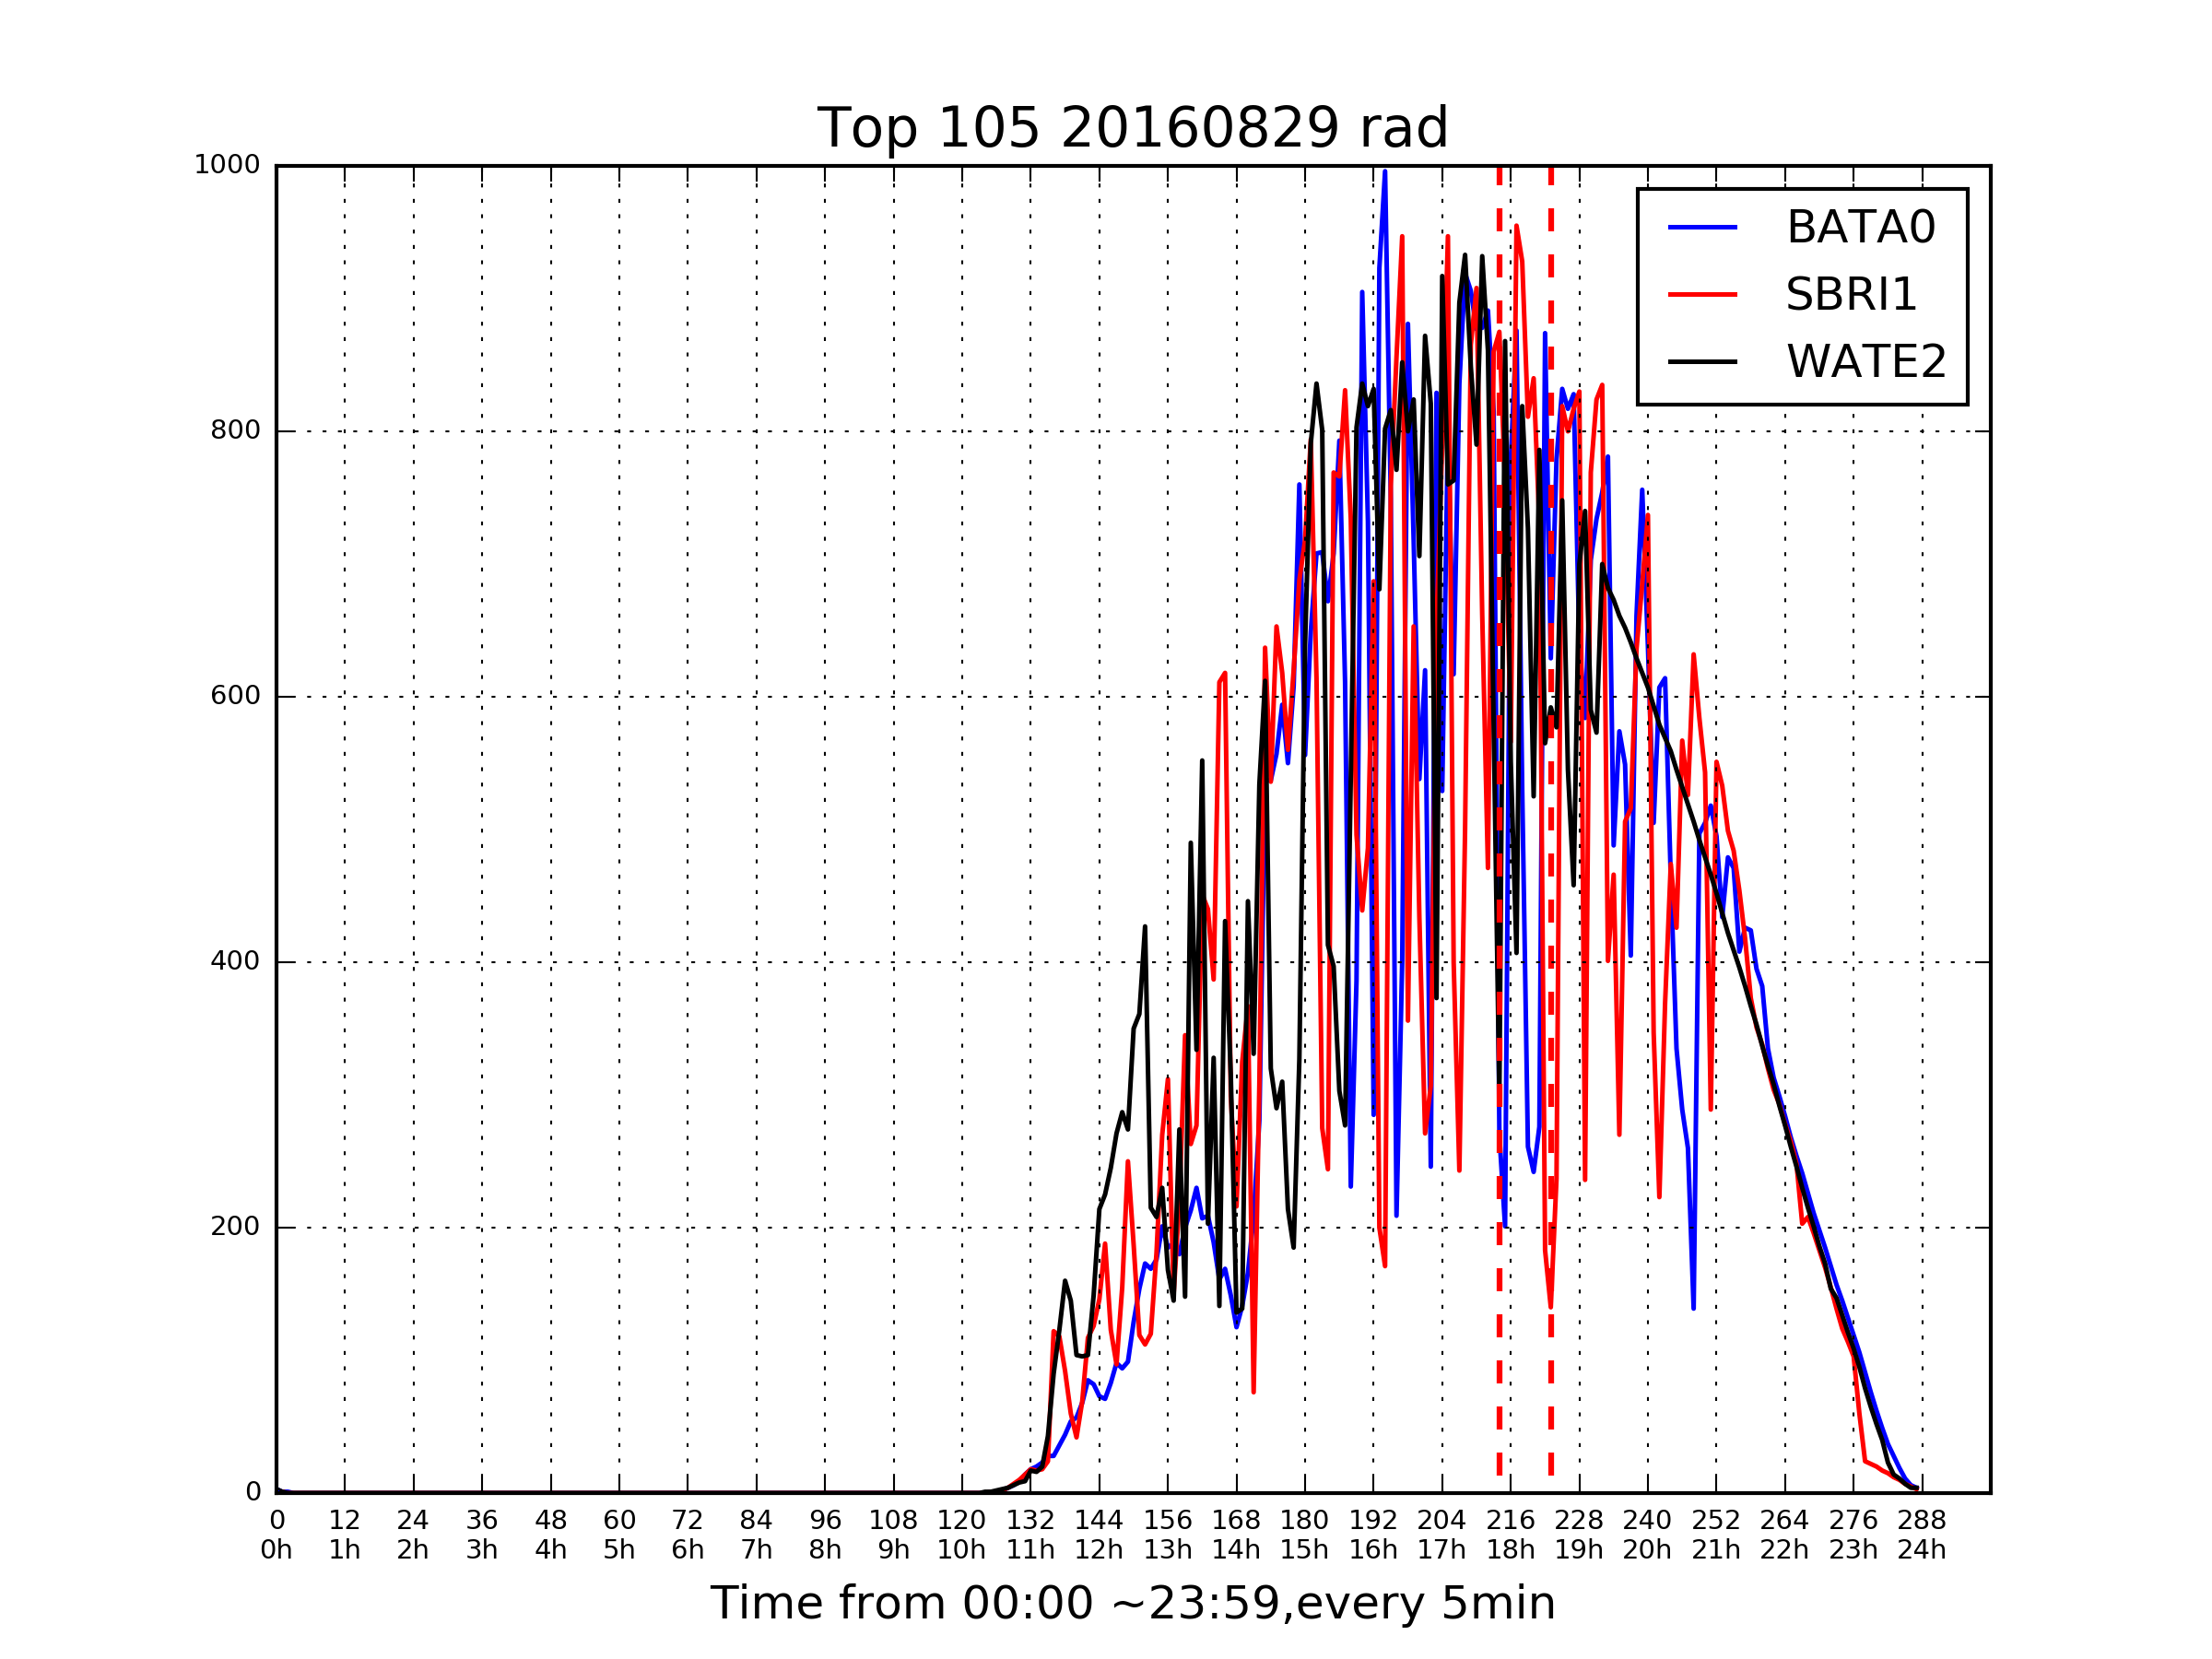 Top 105 20160829 rad
1000
800
600
400
200
0
BATA0
SBRI1
WATE2
0 12 24 36 48 60 72 84 96 108 120 132 144 156 168 180 192 204 216 228 240 252 264 276 288
0h 1h 2h 3h 4h 5h 6h 7h 8h 9h 10h 11h 12h 13h 14h 15h 16h 17h 18h 19h 20h 21h 22h 23h 24h
Time from 00:00 ~23:59,every 5min